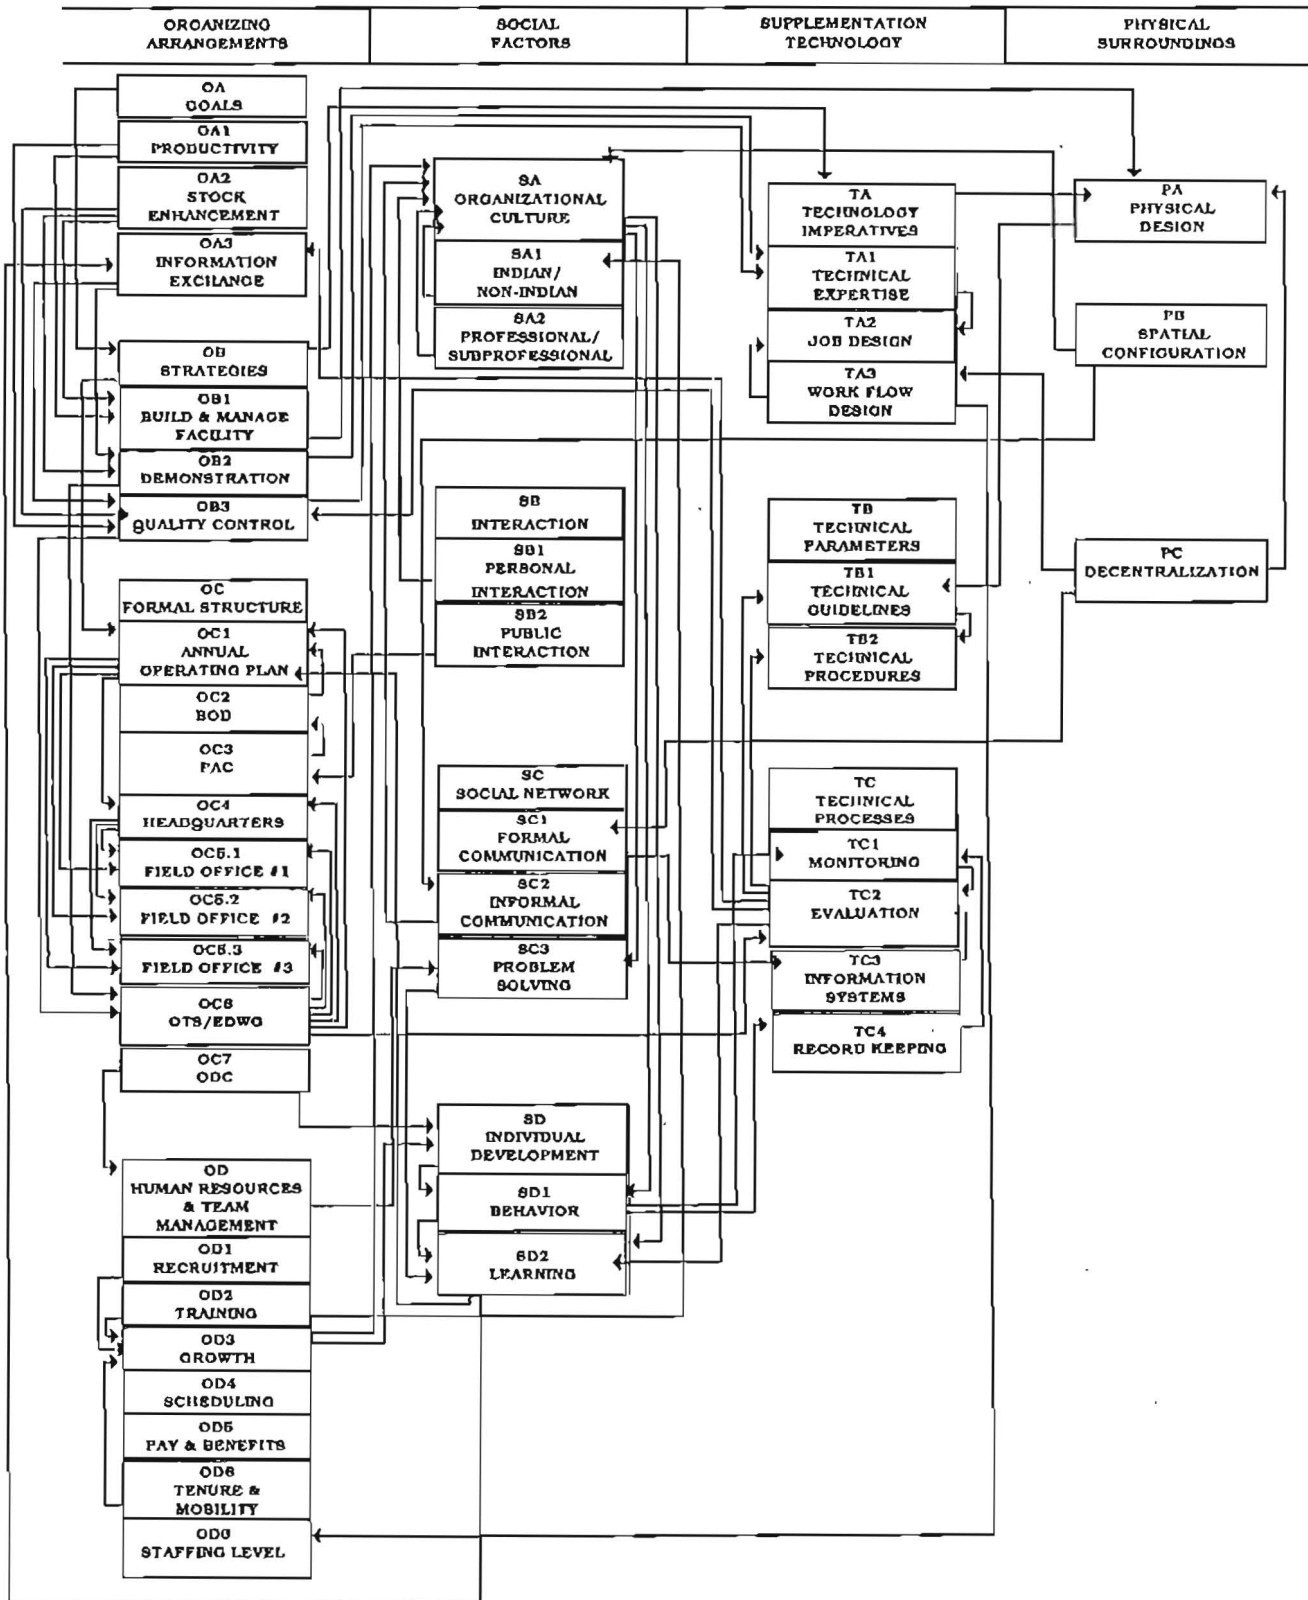 ORGANIZING
ARRANGEMENTS
SOCIAL
FACTORS
SUPPLEMENTATION
TECHNOLOGY
PHYSICAL
SURROUNDINGS
OA
GOALS
OA1
PRODUCTIVITY
OA2
STOCK
ENHANCEMENT
OA3
INFORMATION
EXCHANGE
OB
STRATEGIES
OB1
BUILD & MANAGE
FACILITY
OB2
DEMONSTRATION
OB3
QUALITY CONTROL
OC
FORMAL STRUCTURE
OC1
ANNUAL
OPERATING PLAN
OC2
BOD
OC3
PAC
OC4
HEADQUARTERS
OC5.1
FIELD OFFICE #1
OC5.2
FIELD OFFICE #2
OC5.3
FIELD OFFICE #3
OC6
OTS/EDWG
OC7
ODC
OD
HUMAN RESOURCES
& TEAM
MANAGEMENT
OD1
RECRUITMENT
OD2
TRAINING
OD3
GROWTH
OD4
SCHEDULING
OD5
PAY & BENEFITS
OD6
TENURE &
MOBILITY
OD6
STAFFING LEVEL
SA
ORGANIZATIONAL
CULTURE
SA1
INDIAN/
NON-INDIAN
SA2
PROFESSIONAL/
SUBPROFESSIONAL
SB
INTERACTION
SB1
PERSONAL
INTERACTION
SB2
PUBLIC
INTERACTION
SC
SOCIAL NETWORK
SC1
FORMAL
COMMUNICATION
SC2
INFORMAL
COMMUNICATION
SC3
PROBLEM
SOLVING
SD
INDIVIDUAL
DEVELOPMENT
SD1
BEHAVIOR
SD2
LEARNING
TA
TECHNOLOGY
IMPERATIVES
TA1
TECHNICAL
EXPERTISE
TA2
JOB DESIGN
TA3
WORK FLOW
DESIGN
TB
TECHNICAL
PARAMETERS
TB1
TECHNICAL
GUIDELINES
TB2
TECHNICAL
PROCEDURES
TC
TECHNICAL
PROCESSES
TC1
MONITORING
TC2
EVALUATION
TC3
INFORMATION
SYSTEMS
TC4
RECORD KEEPING
PA
PHYSICAL
DESIGN
PB
SPATIAL
CONFIGURATION
PC
DECENTRALIZATION